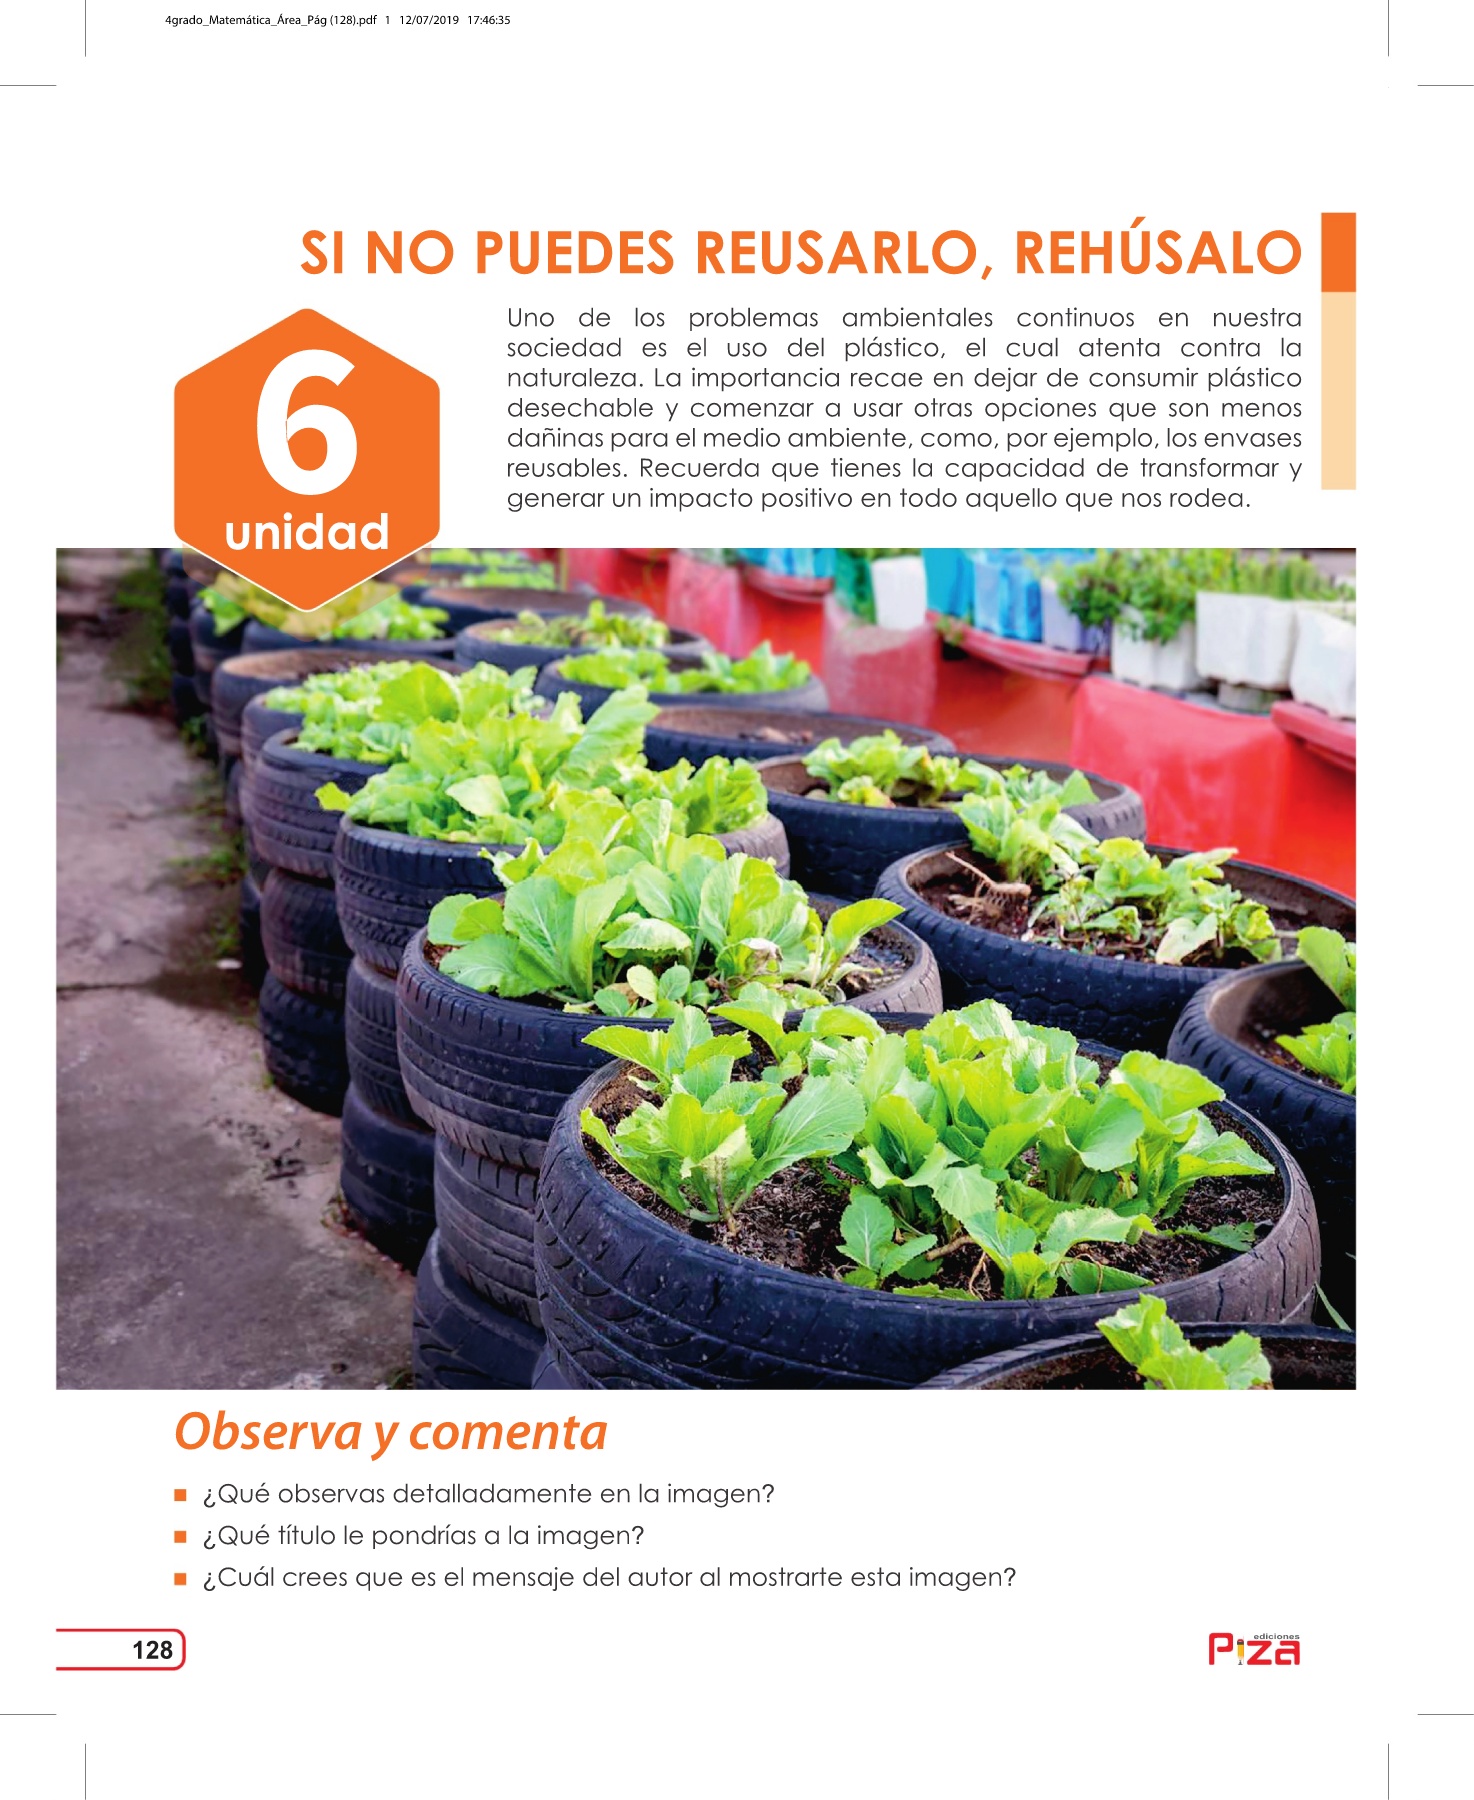 4grado_Matemática_Área_Pág (128).pdf 1 12/07/2019 17:46:35
SI NO PUEDES REUSARLO, REHÚSALO
6
unidad
Uno de los problemas ambientales continuos en nuestra
sociedad es el uso del plástico, el cual atenta contra la
naturaleza. La importancia recae en dejar de consumir plástico
desechable y comenzar a usar otras opciones que son menos
dañinas para el medio ambiente, como, por ejemplo, los envases
reusables. Recuerda que tienes la capacidad de transformar y
generar un impacto positivo en todo aquello que nos rodea.
Observa y comenta
¿Qué observas detalladamente en la imagen?
¿Qué título le pondrías a la imagen?
¿Cuál crees que es el mensaje del autor al mostrarte esta imagen?
128
ediciones
Piza